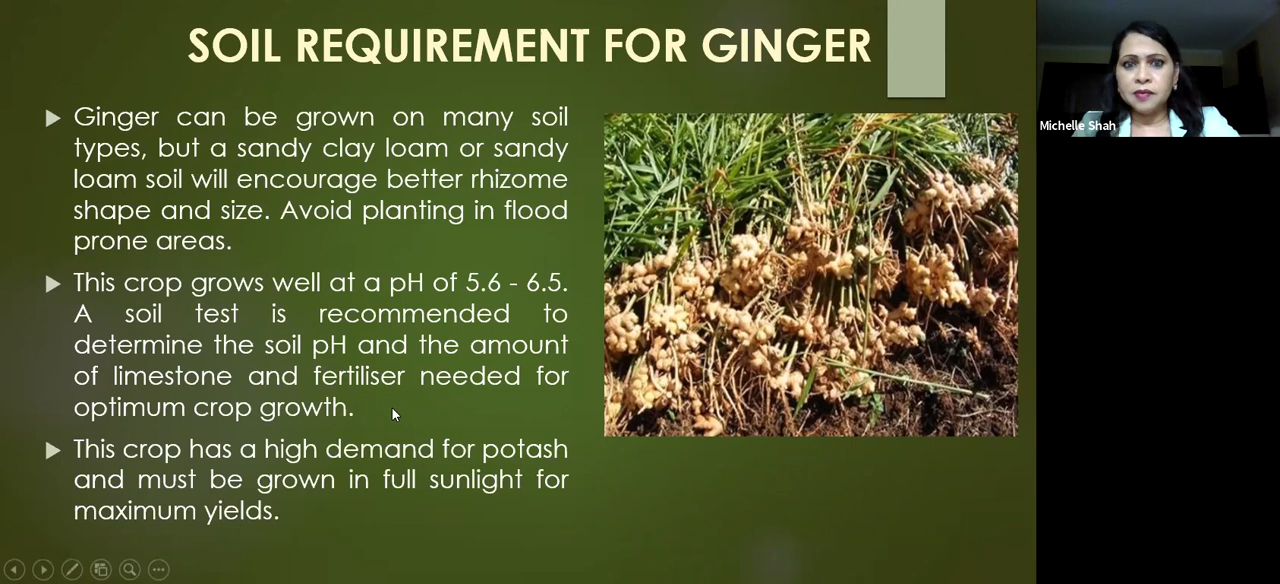 SOIL REQUIREMENT FOR GINGER
Ginger can be grown on many soil
types, but a sandy clay loam or sandy
loam soil will encourage better rhizome
shape and size. Avoid planting in flood
prone areas.
This crop grows well at a pH of 5.6 - 6.5.
A soil test is recommended to
determine the soil pH and the amount
of limestone and fertiliser needed for
optimum crop growth.
This crop has a high demand for potash
and must be grown in full sunlight for
maximum yields.
Michelle Shah